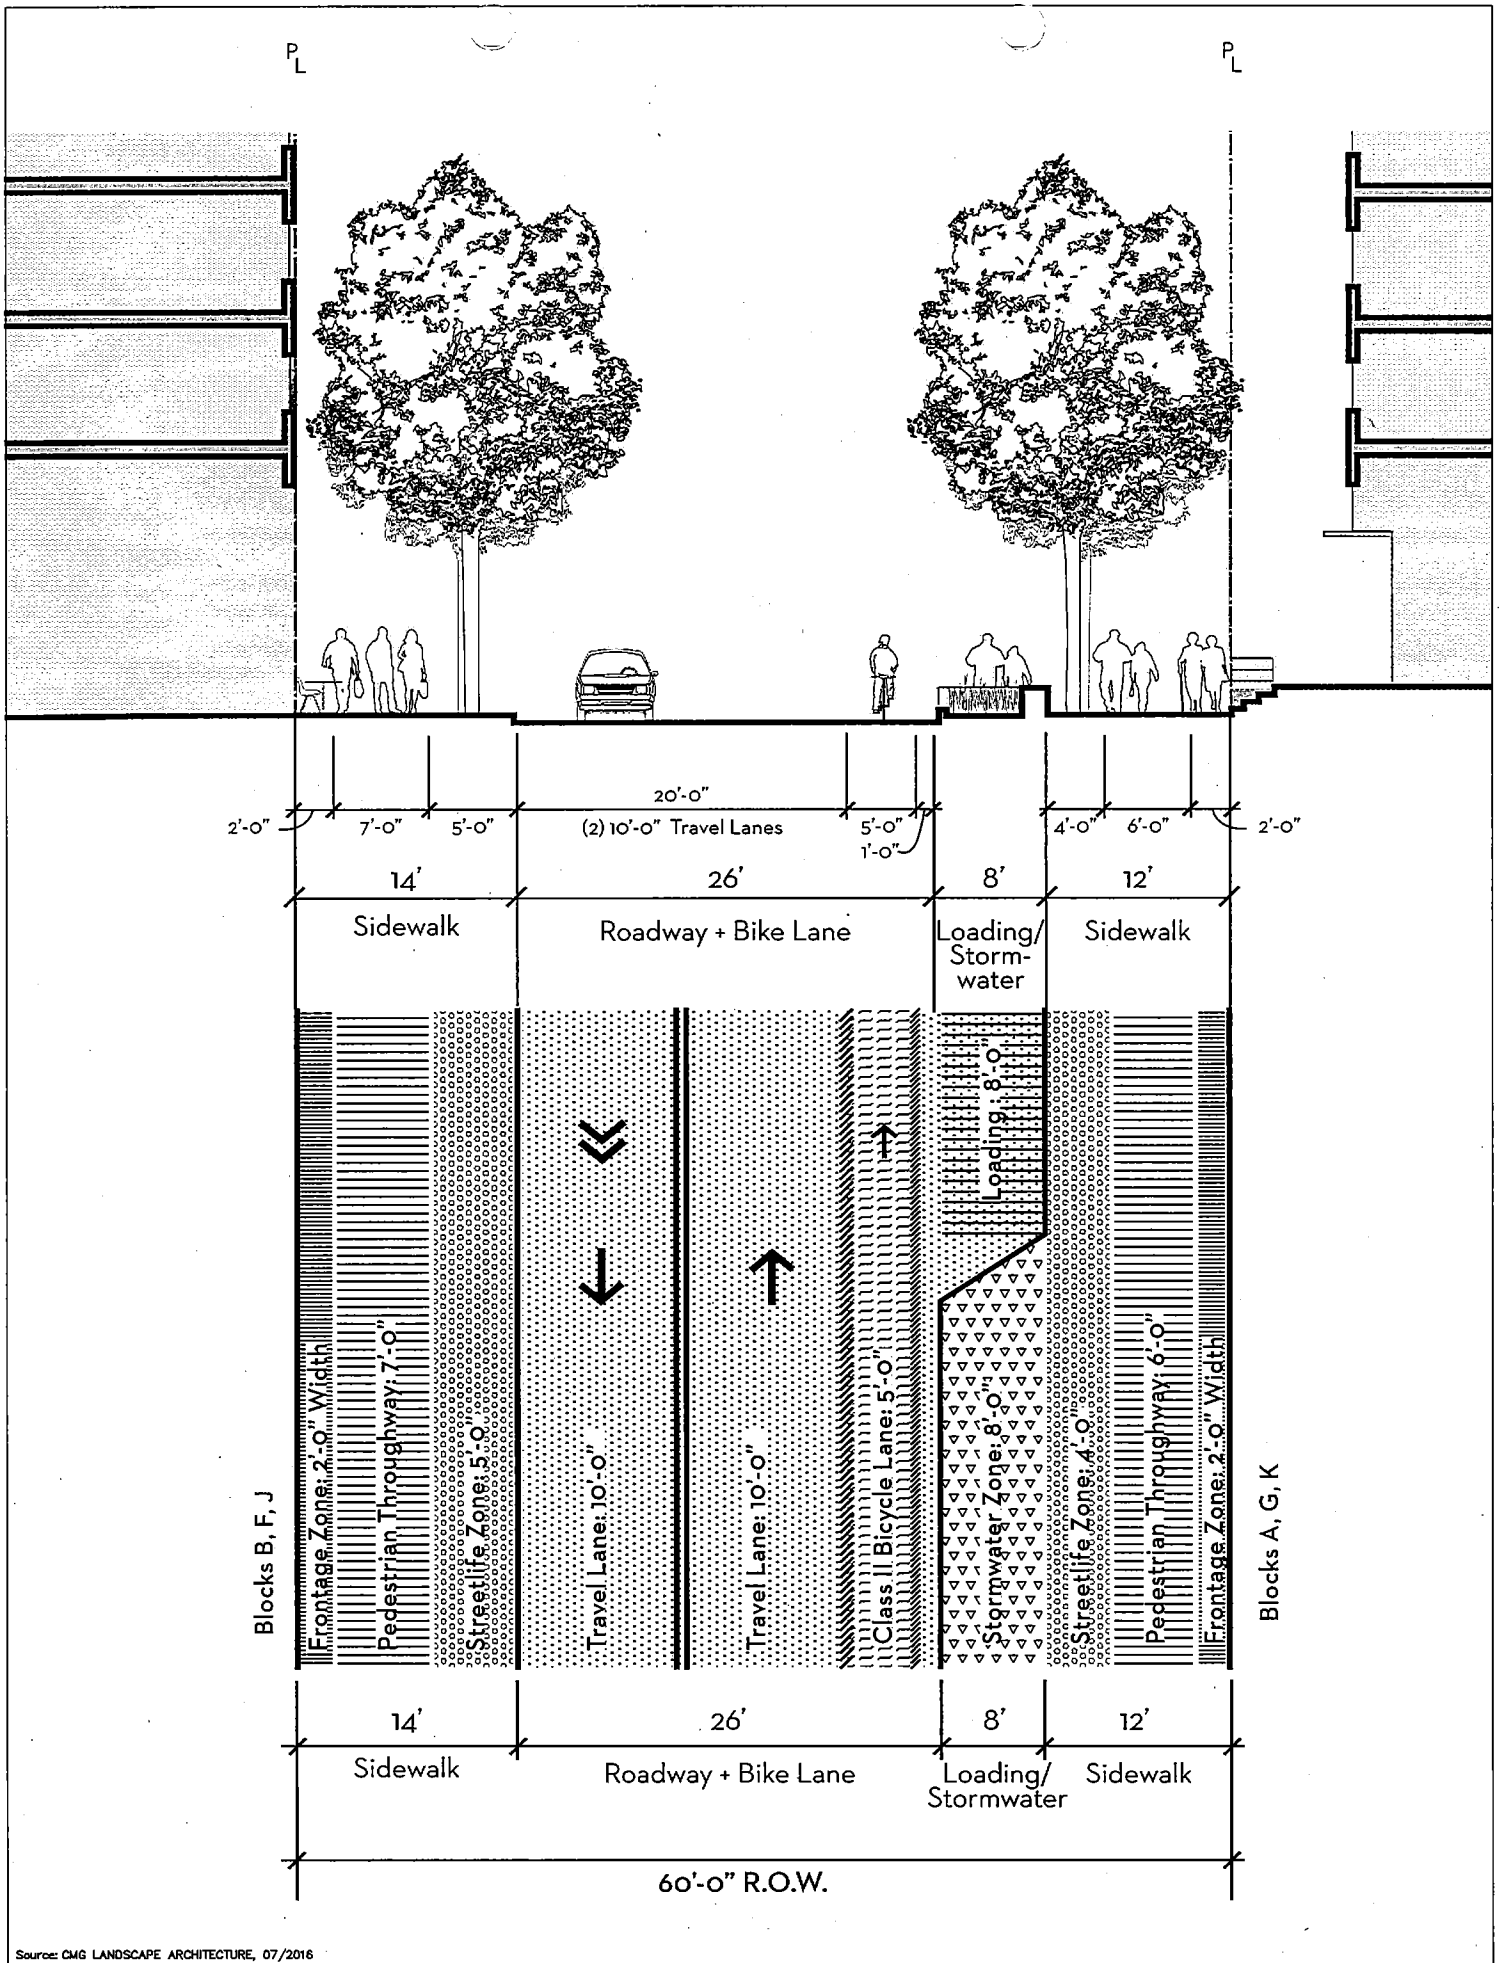 PL
PL
20'-0"
2'-0"
7'-0"
5'-0"
(2) 10'-0" Travel Lanes
5'-0"
1'-0"
4'-0"
6'-0"
2'-0"
14'
26'
8'
12'
Sidewalk
Roadway + Bike Lane
Loading/
Storm-
water
Sidewalk
Blocks B, F, J
Frontage Zone: 2'-0" Width
Pedestrian Throughway: 7'-0"
Streetlife Zone: 5'-0"
Travel Lane: 10'-0"
Travel Lane: 10'-0"
Class II Bicycle Lane: 5'-0"
Loading : 8'-0"
Stormwater Zone: 8'-0"
Streetlife Zone: 4'-0"
Pedestrian Throughway: 6'-0"
Frontage Zone: 2'-0" Width
Blocks A, G, K
14'
26'
8'
12'
Sidewalk
Roadway + Bike Lane
Loading/
Stormwater
Sidewalk
60'-0" R.O.W.
Source: CMG LANDSCAPE ARCHITECTURE, 07/2016